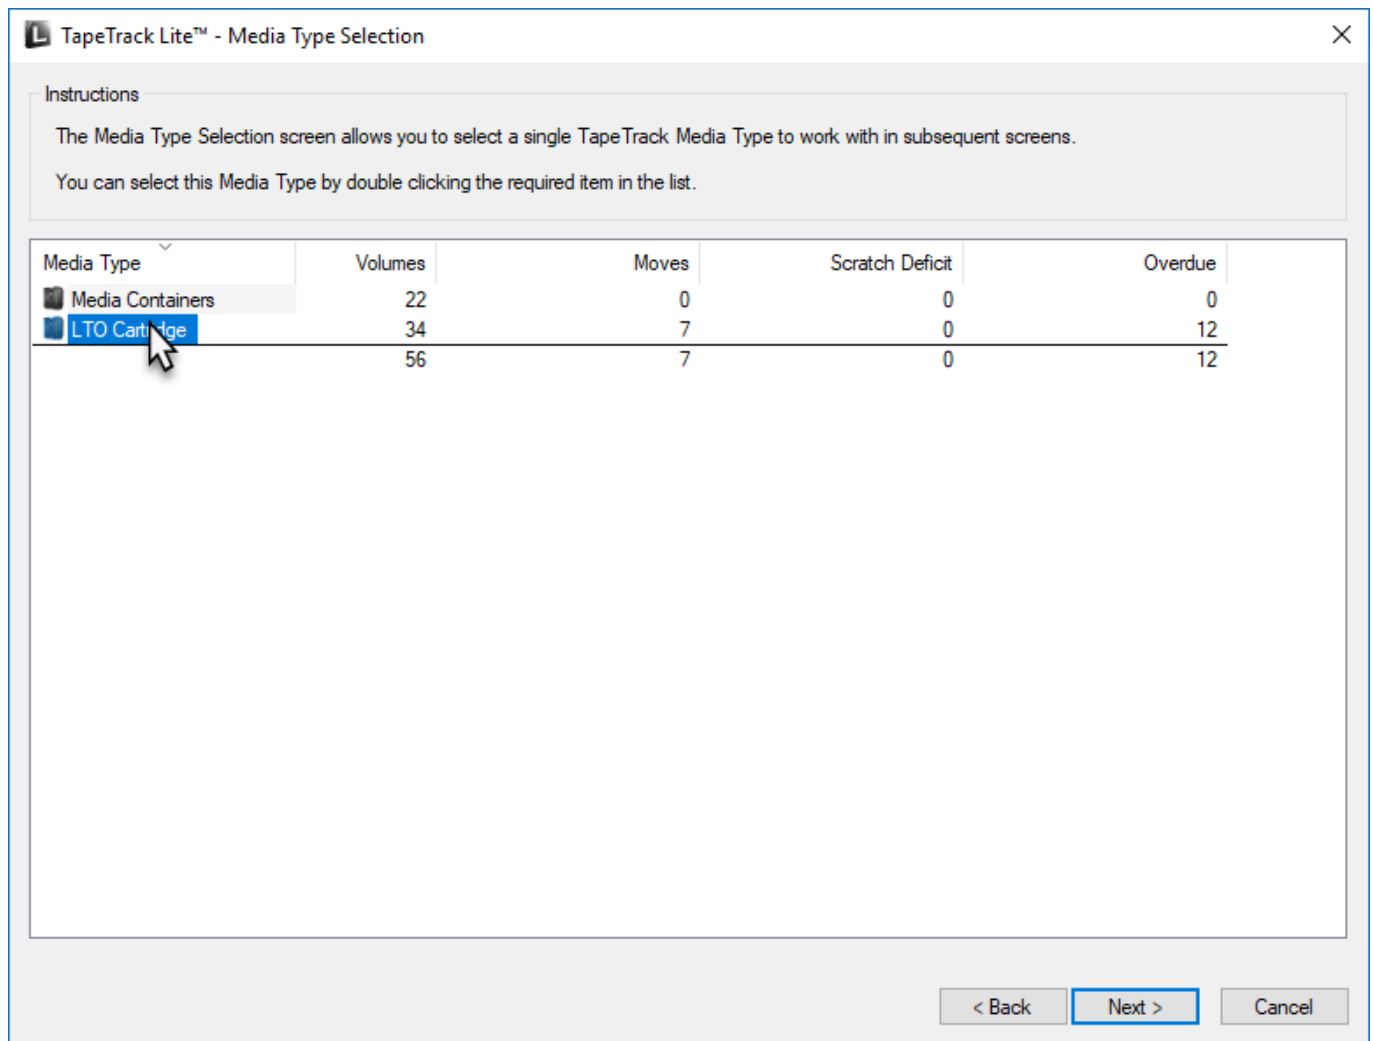 TapeTrack Lite™ - Media Type Selection
Instructions
The Media Type Selection screen allows you to select a single TapeTrack Media Type to work with in subsequent screens.
You can select this Media Type by double clicking the required item in the list.
Media Type Volumes Moves Scratch Deficit Overdue
Media Containers 22 0 0 0
LTO Cartridge 34 7 0 12
56 7 0 12
< Back Next > Cancel